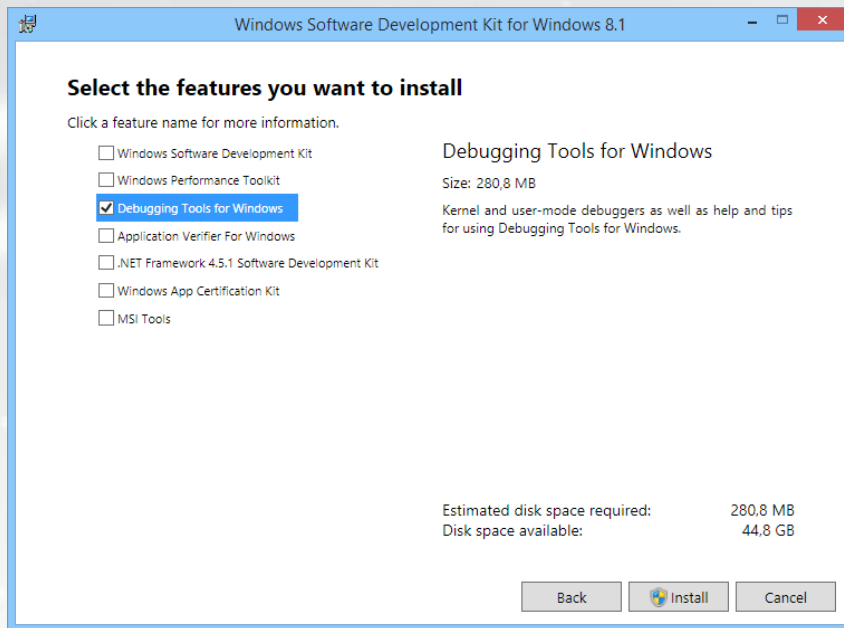 Windows Software Development Kit for Windows 8.1
Select the features you want to install
Click a feature name for more information.
Windows Software Development Kit
Windows Performance Toolkit
Debugging Tools for Windows
Application Verifier For Windows
.NET Framework 4.5.1 Software Development Kit
Windows App Certification Kit
MSI Tools
Debugging Tools for Windows
Size: 280,8 MB
Kernel and user-mode debuggers as well as help and tips
for using Debugging Tools for Windows.
Estimated disk space required: 280,8 MB
Disk space available: 44,8 GB
Back Install Cancel